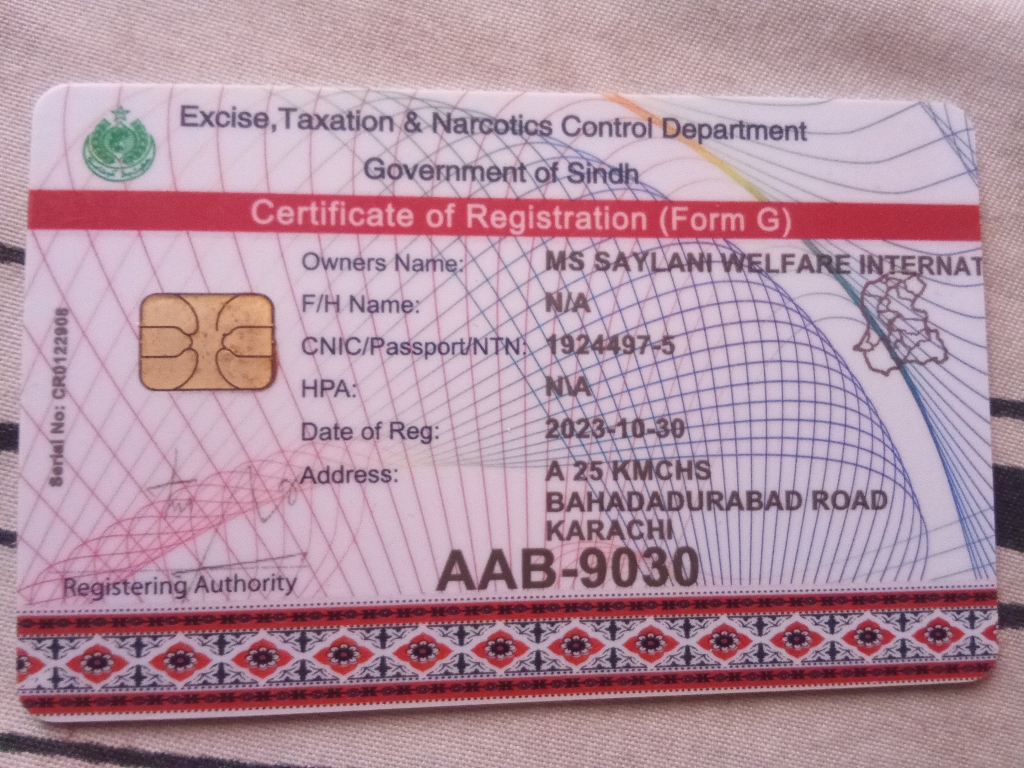 Excise,Taxation & Narcotics Control Department
Government of Sindh
Certificate of Registration (Form G)
Owners Name: MS SAYLANI WELFARE INTERNAT
F/H Name: N/A
CNIC/Passport/NTN: 1924497-5
HPA: N\A
Date of Reg: 2023-10-30
Address: A 25 KMCHS
BAHADADURABAD ROAD
KARACHI
AAB-9030
Registering Authority
Serial No: CR0122908